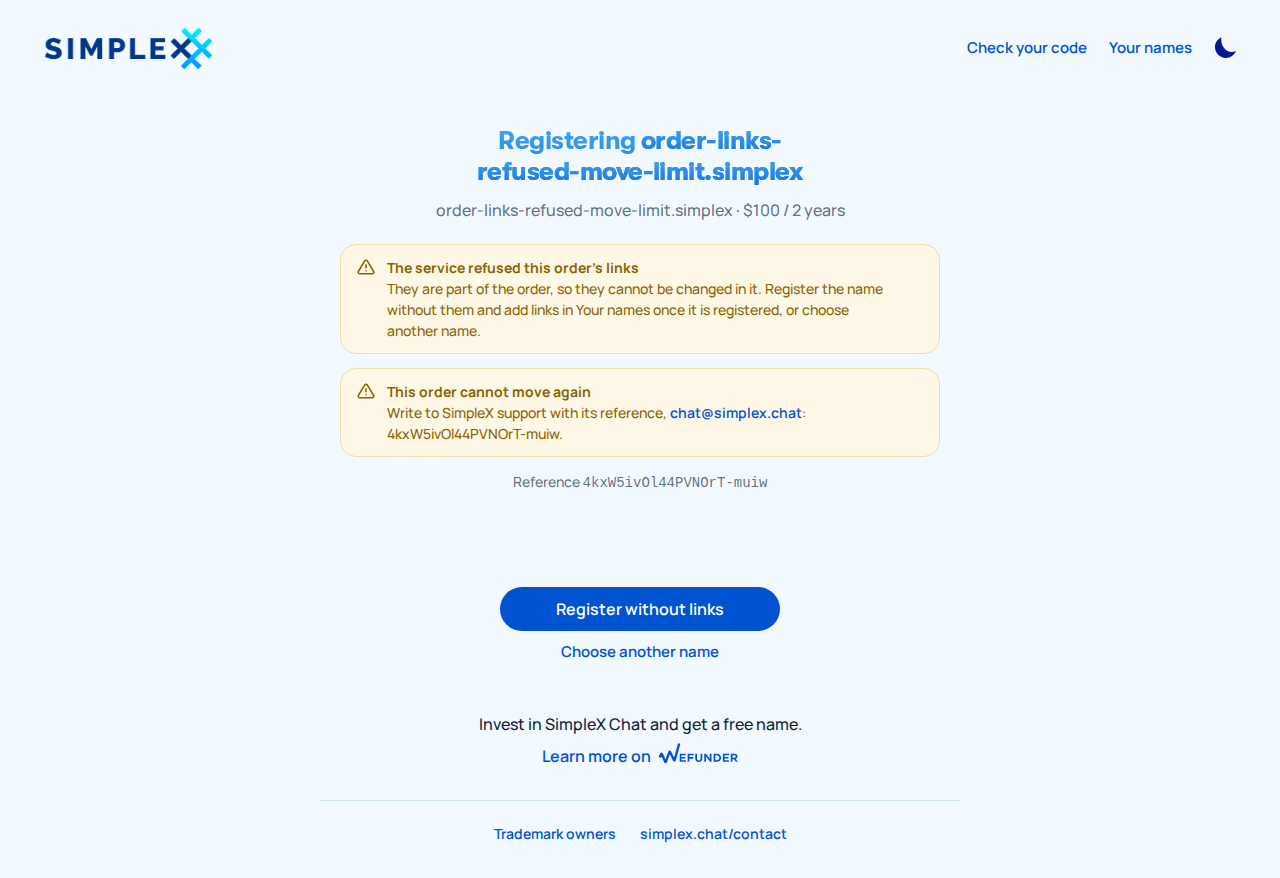 SIMPLEX
Check your code
Your names
Registering order-links-
refused-move-limit.simplex
order-links-refused-move-limit.simplex · $100 / 2 years
The service refused this order's links
They are part of the order, so they cannot be changed in it. Register the name
without them and add links in Your names once it is registered, or choose
another name.
This order cannot move again
Write to SimpleX support with its reference, chat@simplex.chat:
4kxW5ivOl44PVNOrT-muiw.
Reference 4kxW5ivOl44PVNOrT-muiw
Register without links
Choose another name
Invest in SimpleX Chat and get a free name.
Learn more on WEFUNDER
Trademark owners
simplex.chat/contact